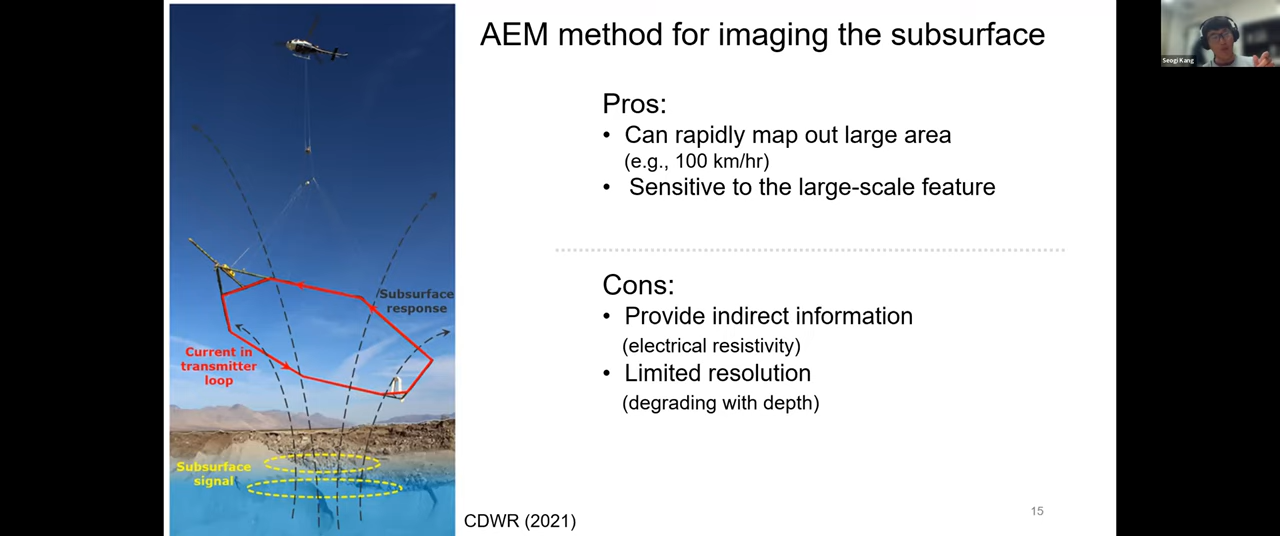 AEM method for imaging the subsurface
Seogi Kang
Pros:
• Can rapidly map out large area
(e.g., 100 km/hr)
• Sensitive to the large-scale feature
Subsurface
response
Current in
transmitter
loop
Subsurface
signal
Cons:
• Provide indirect information
(electrical resistivity)
• Limited resolution
(degrading with depth)
CDWR (2021)
15